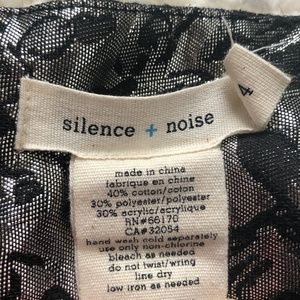 silence + noise
4
made in china
fabrique en chine
40% cotton/coton
30% polyester/polyester
30% acrylic/acrylique
RN#66170
CA#32054
hand wash cold separately
use only non-chlorine
bleach as needed
do not twist/wring
line dry
low iron as needed